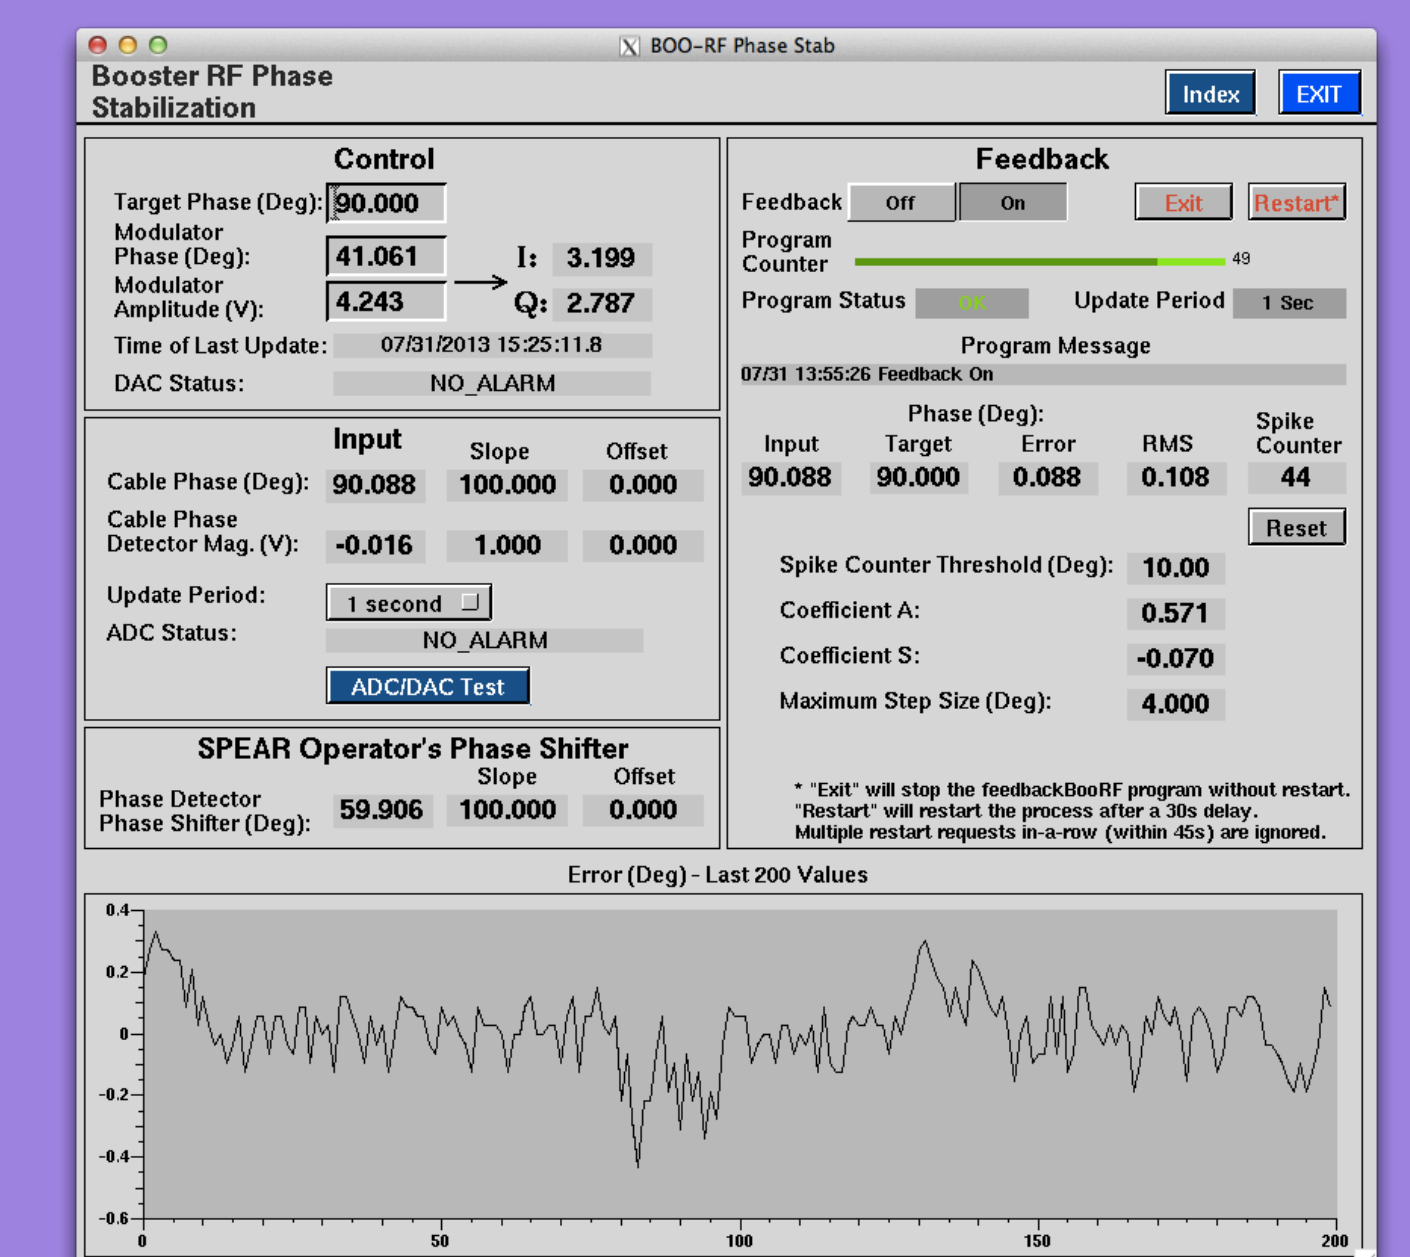 BOO-RF Phase Stab
Booster RF Phase
Stabilization
Index
EXIT
Control
Target Phase (Deg): 90.000
Modulator
Phase (Deg): 41.061
I: 3.199
Modulator
Amplitude (V): 4.243
Q: 2.787
Time of Last Update: 07/31/2013 15:25:11.8
DAC Status: NO_ALARM
Input
Slope
Offset
Cable Phase (Deg): 90.088 100.000 0.000
Cable Phase
Detector Mag. (V): -0.016 1.000 0.000
Update Period: 1 second
ADC Status: NO_ALARM
ADC/DAC Test
SPEAR Operator's Phase Shifter
Slope
Offset
Phase Detector
Phase Shifter (Deg): 59.906 100.000 0.000
Feedback
Feedback Off On Exit Restart*
Program
Counter 49
Program Status OK Update Period 1 Sec
Program Message
07/31 13:55:26 Feedback On
Phase (Deg):
Input Target Error RMS
Spike
Counter
90.088 90.000 0.088 0.108 44
Reset
Spike Counter Threshold (Deg): 10.00
Coefficient A: 0.571
Coefficient S: -0.070
Maximum Step Size (Deg): 4.000
* "Exit" will stop the feedbackBooRF program without restart.
"Restart" will restart the process after a 30s delay.
Multiple restart requests in-a-row (within 45s) are ignored.
Error (Deg) - Last 200 Values
0.4
0.2
0
-0.2
-0.4
-0.6
0 50 100 150 200